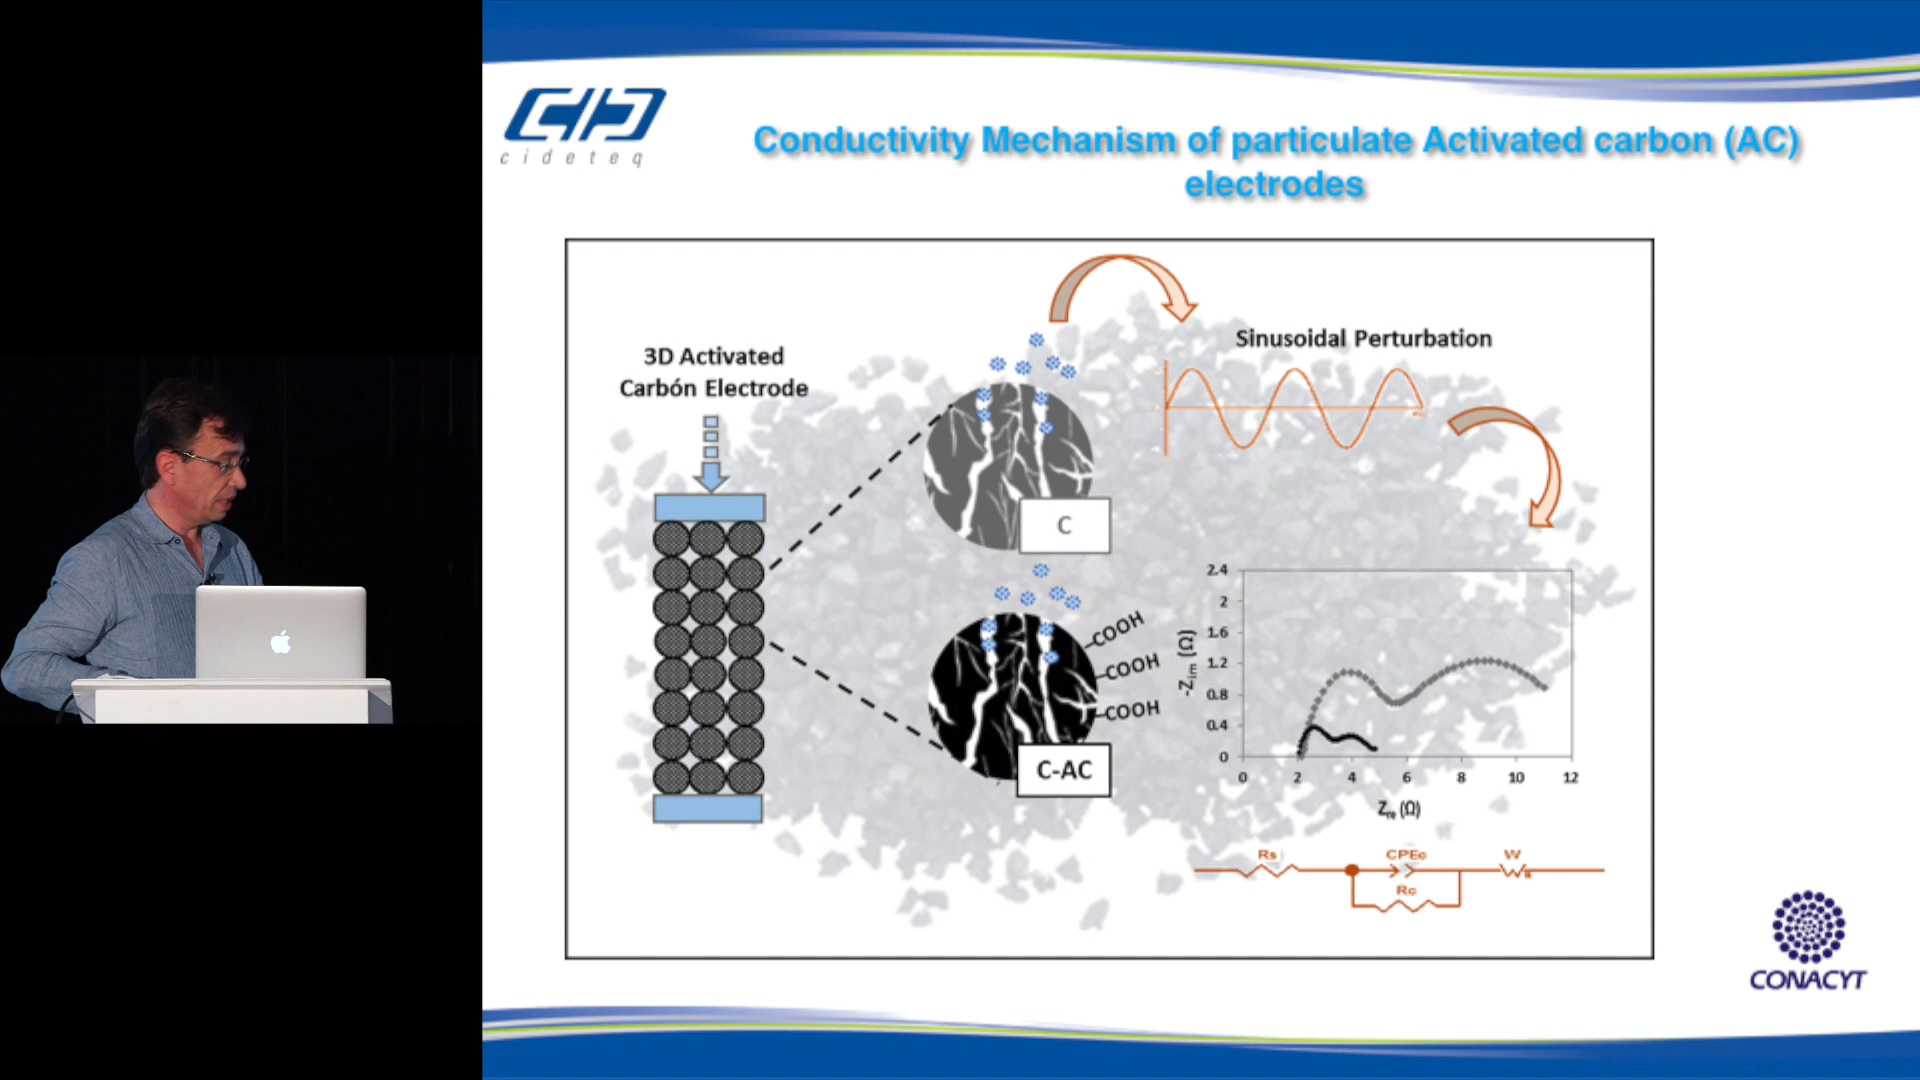 cideteq
Conductivity Mechanism of particulate Activated carbon (AC)
electrodes
3D Activated
Carbón Electrode
Sinusoidal Perturbation
C
-COOH
-COOH
-COOH
C-AC
2.4
2
1.6
1.2
0.8
0.4
0
-Zim (Ω)
0 2 4 6 8 10 12
Zre (Ω)
Rs
CPEc
W
Rc
CONACYT